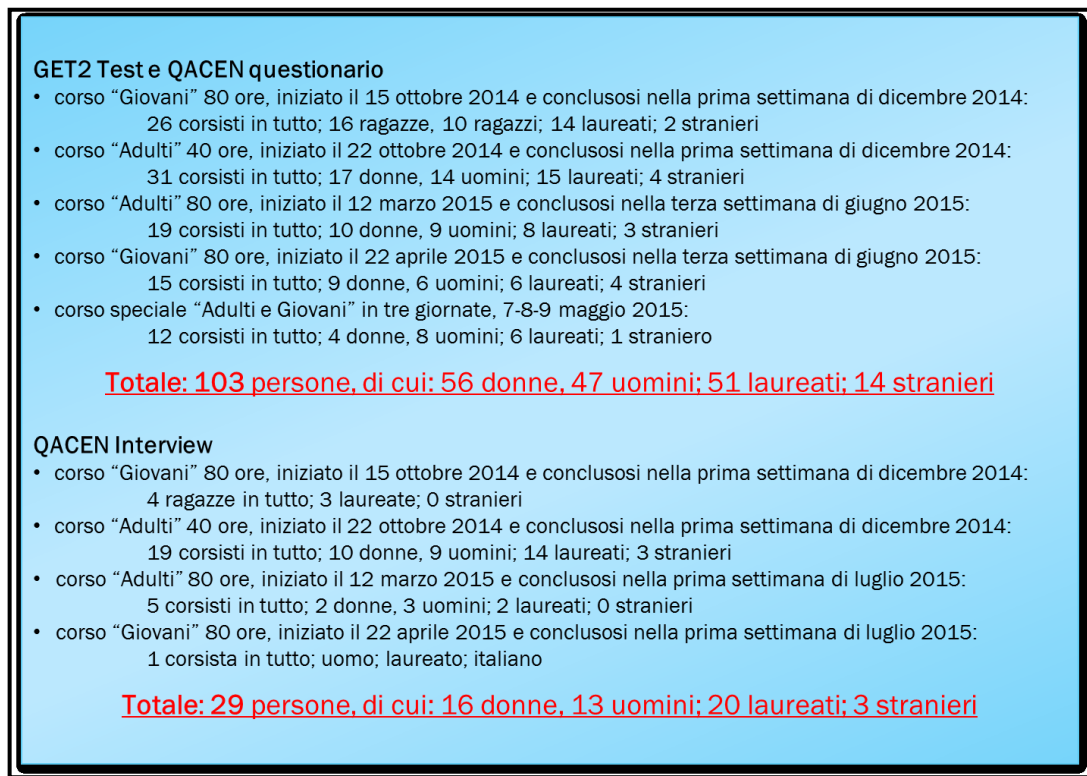 GET2 Test e QACEN questionario
• corso “Giovani” 80 ore, iniziato il 15 ottobre 2014 e conclusosi nella prima settimana di dicembre 2014:
26 corsisti in tutto; 16 ragazze, 10 ragazzi; 14 laureati; 2 stranieri
• corso “Adulti” 40 ore, iniziato il 22 ottobre 2014 e conclusosi nella prima settimana di dicembre 2014:
31 corsisti in tutto; 17 donne, 14 uomini; 15 laureati; 4 stranieri
• corso “Adulti” 80 ore, iniziato il 12 marzo 2015 e conclusosi nella terza settimana di giugno 2015:
19 corsisti in tutto; 10 donne, 9 uomini; 8 laureati; 3 stranieri
• corso “Giovani” 80 ore, iniziato il 22 aprile 2015 e conclusosi nella terza settimana di giugno 2015:
15 corsisti in tutto; 9 donne, 6 uomini; 6 laureati; 4 stranieri
• corso speciale “Adulti e Giovani” in tre giornate, 7-8-9 maggio 2015:
12 corsisti in tutto; 4 donne, 8 uomini; 6 laureati; 1 straniero
Totale: 103 persone, di cui: 56 donne, 47 uomini; 51 laureati; 14 stranieri
QACEN Interview
• corso “Giovani” 80 ore, iniziato il 15 ottobre 2014 e conclusosi nella prima settimana di dicembre 2014:
4 ragazze in tutto; 3 laureate; 0 stranieri
• corso “Adulti” 40 ore, iniziato il 22 ottobre 2014 e conclusosi nella prima settimana di dicembre 2014:
19 corsisti in tutto; 10 donne, 9 uomini; 14 laureati; 3 stranieri
• corso “Adulti” 80 ore, iniziato il 12 marzo 2015 e conclusosi nella prima settimana di luglio 2015:
5 corsisti in tutto; 2 donne, 3 uomini; 2 laureati; 0 stranieri
• corso “Giovani” 80 ore, iniziato il 22 aprile 2015 e conclusosi nella prima settimana di luglio 2015:
1 corsista in tutto; uomo; laureato; italiano
Totale: 29 persone, di cui: 16 donne, 13 uomini; 20 laureati; 3 stranieri